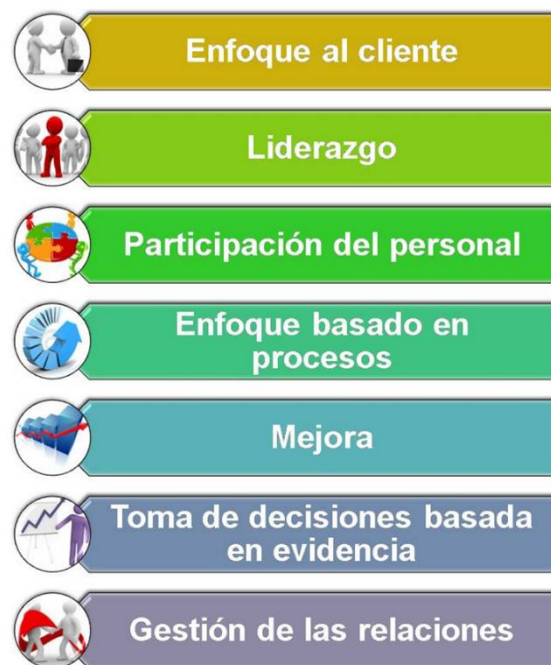 Enfoque al cliente
Liderazgo
Participación del personal
Enfoque basado en
procesos
Mejora
Toma de decisiones basada
en evidencia
Gestión de las relaciones